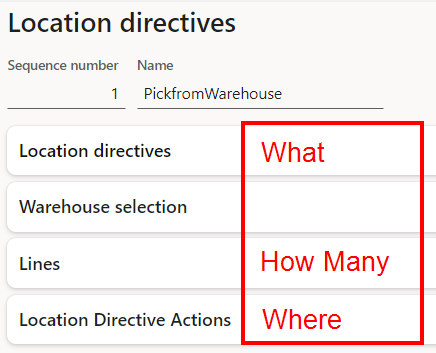 Location directives
Sequence number Name
1 PickfromWarehouse
Location directives What
Warehouse selection
Lines How Many
Location Directive Actions Where